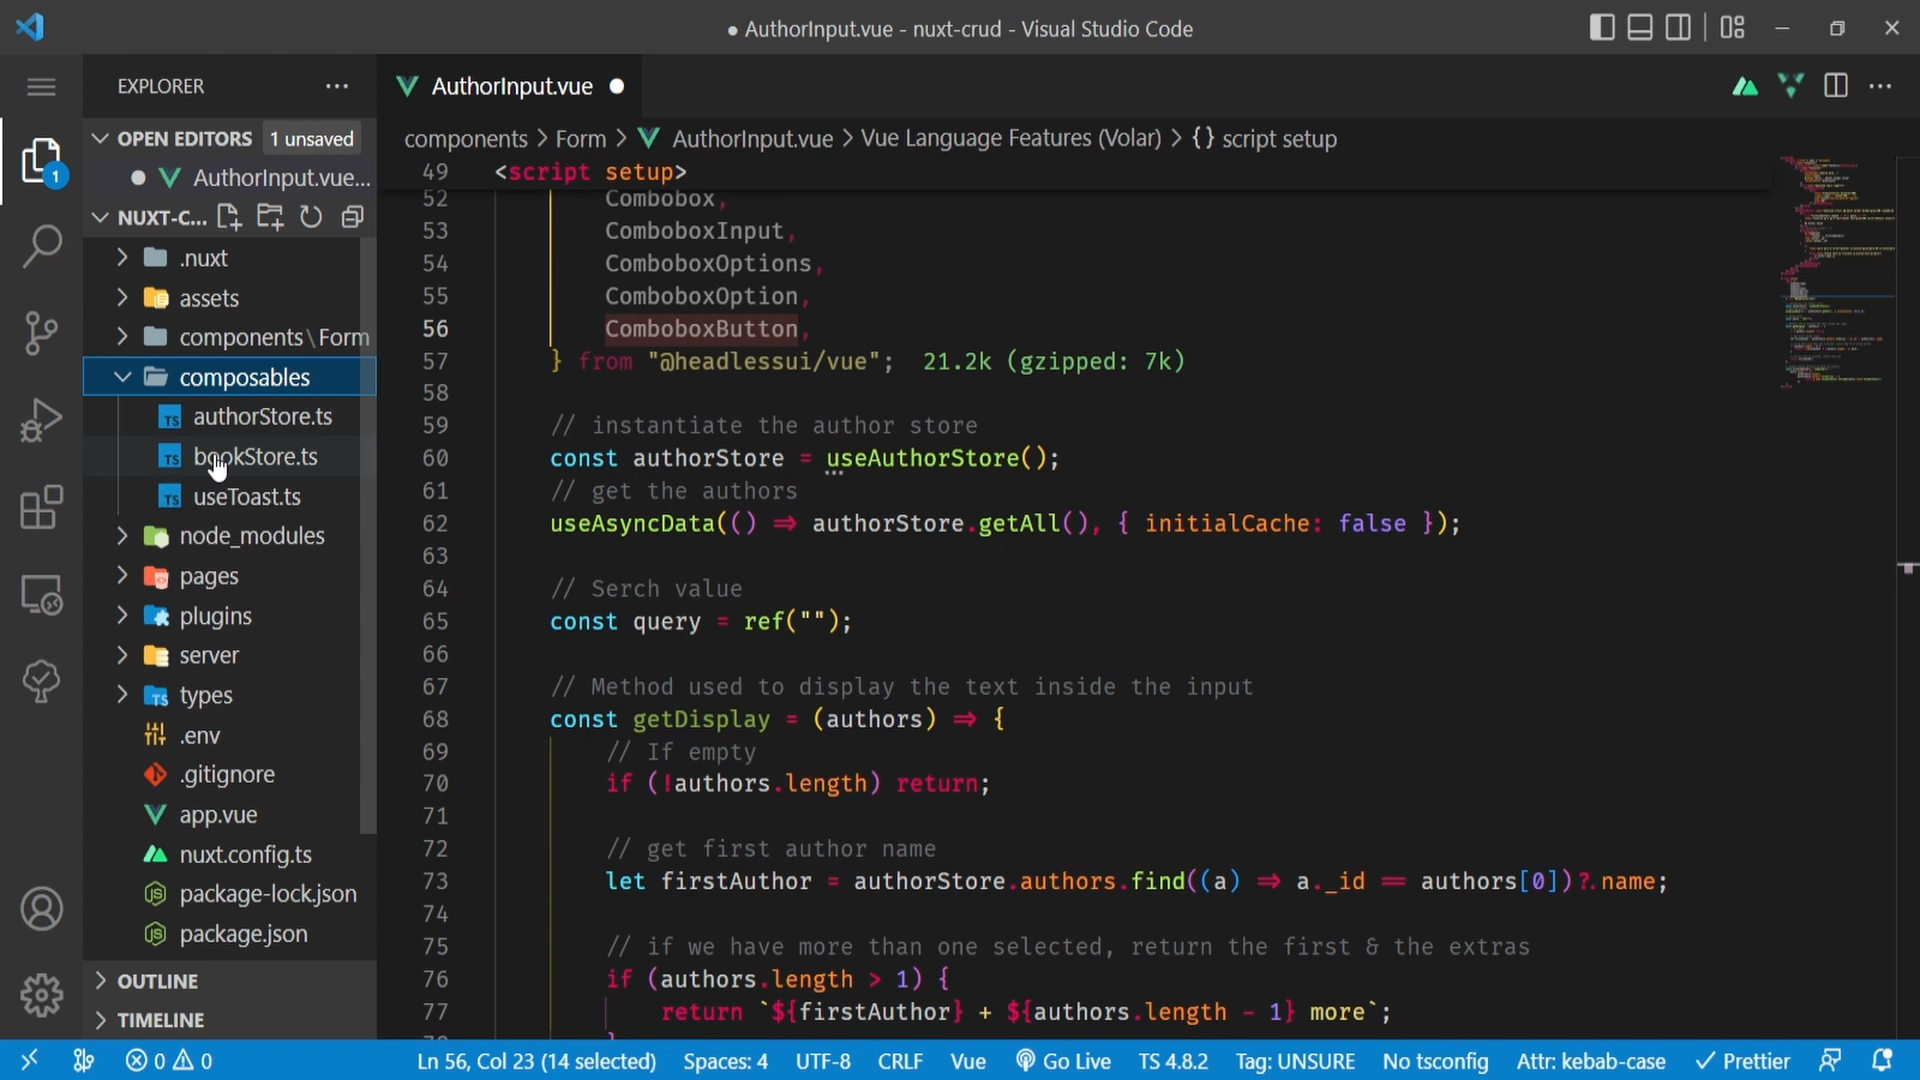 ● AuthorInput.vue - nuxt-crud - Visual Studio Code
EXPLORER
OPEN EDITORS 1 unsaved
AuthorInput.vue...
1
NUXT-C...
.nuxt
assets
components\Form
composables
authorStore.ts
bookStore.ts
useToast.ts
node_modules
pages
plugins
server
types
.env
.gitignore
app.vue
nuxt.config.ts
package-lock.json
package.json
OUTLINE
TIMELINE
AuthorInput.vue
components > Form > AuthorInput.vue > Vue Language Features (Volar) > {} script setup
49 <script setup>
52 Combobox,
53 ComboboxInput,
54 ComboboxOptions,
55 ComboboxOption,
56 ComboboxButton,
57 } from "@headlessui/vue"; 21.2k (gzipped: 7k)
58
59 // instantiate the author store
60 const authorStore = useAuthorStore();
61 // get the authors
62 useAsyncData(() => authorStore.getAll(), { initialCache: false });
63
64 // Serch value
65 const query = ref("");
66
67 // Method used to display the text inside the input
68 const getDisplay = (authors) => {
69 // If empty
70 if (!authors.length) return;
71
72 // get first author name
73 let firstAuthor = authorStore.authors.find((a) => a._id == authors[0])?.name;
74
75 // if we have more than one selected, return the first & the extras
76 if (authors.length > 1) {
77 return `${firstAuthor} + ${authors.length - 1} more`;
0 0 Ln 56, Col 23 (14 selected) Spaces: 4 UTF-8 CRLF Vue Go Live TS 4.8.2 Tag: UNSURE No tsconfig Attr: kebab-case Prettier